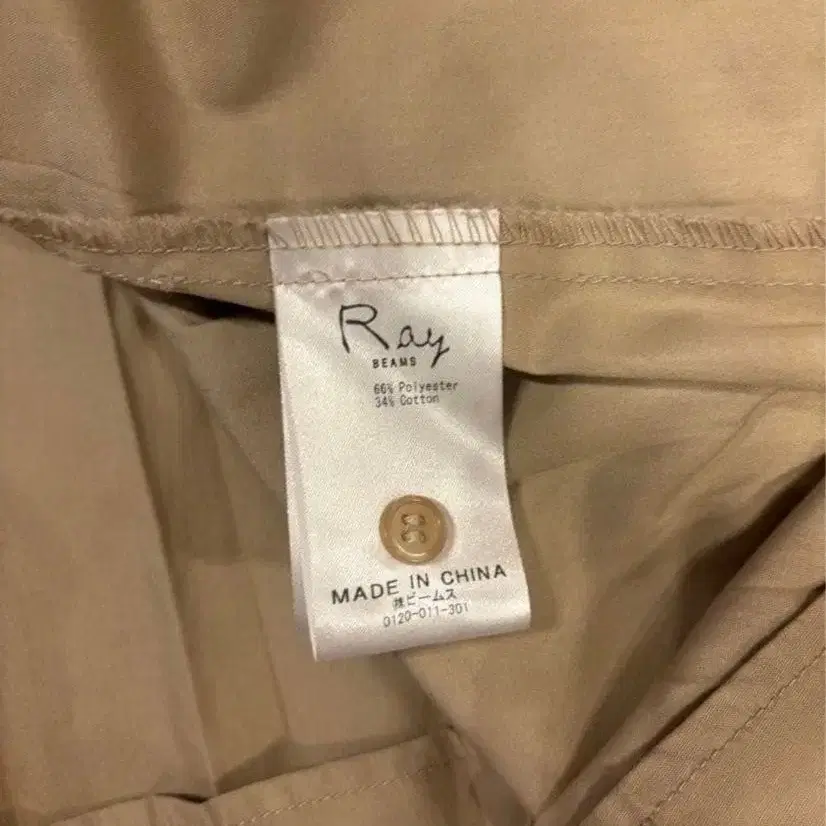 Ray
BEAMS
66% Polyester
34% Cotton
MADE IN CHINA
㈱ビームス
0120-011-301